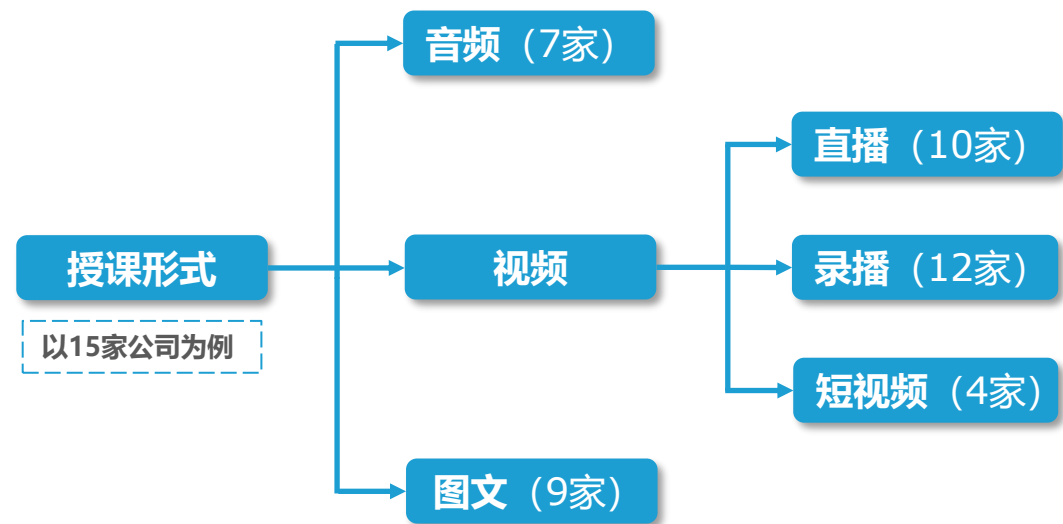 音频（7家）
直播（10家）
授课形式
视频
录播（12家）
以15家公司为例
短视频（4家）
图文（9家）